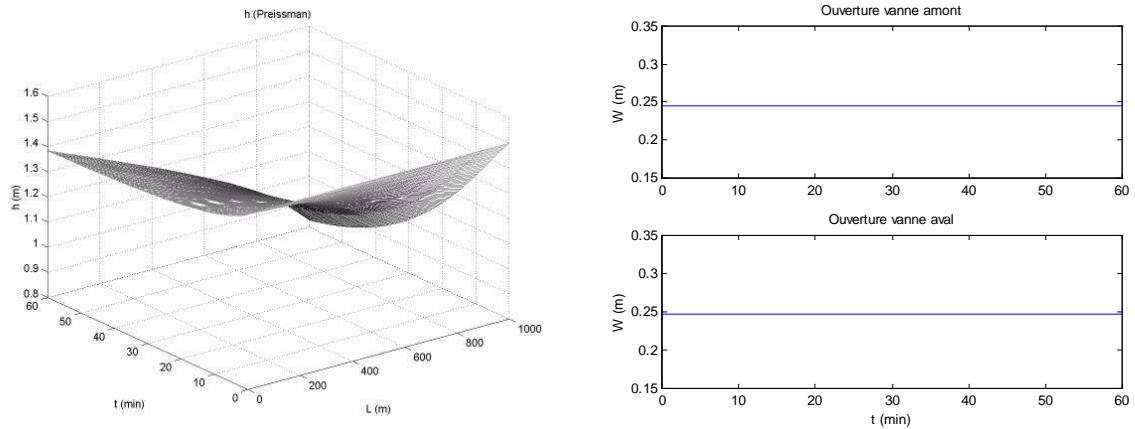 h (Preissman)
1.6
1.5
1.4
1.3
1.2
1.1
1
0.9
0.8
h (m)
60
50
40
30
20
10
0
t (min)
0
200
400
600
800
1000
L (m)
Ouverture vanne amont
0.35
0.3
0.25
0.2
0.15
W (m)
0 10 20 30 40 50 60
Ouverture vanne aval
0.35
0.3
0.25
0.2
0.15
W (m)
0 10 20 30 40 50 60
t (min)